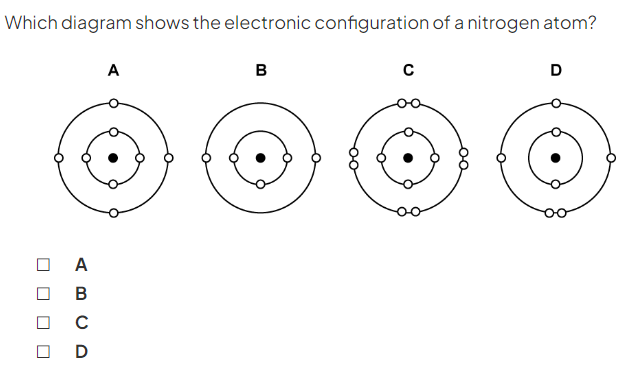 Which diagram shows the electronic configuration of a nitrogen atom?
A B C D
A
B
C
D